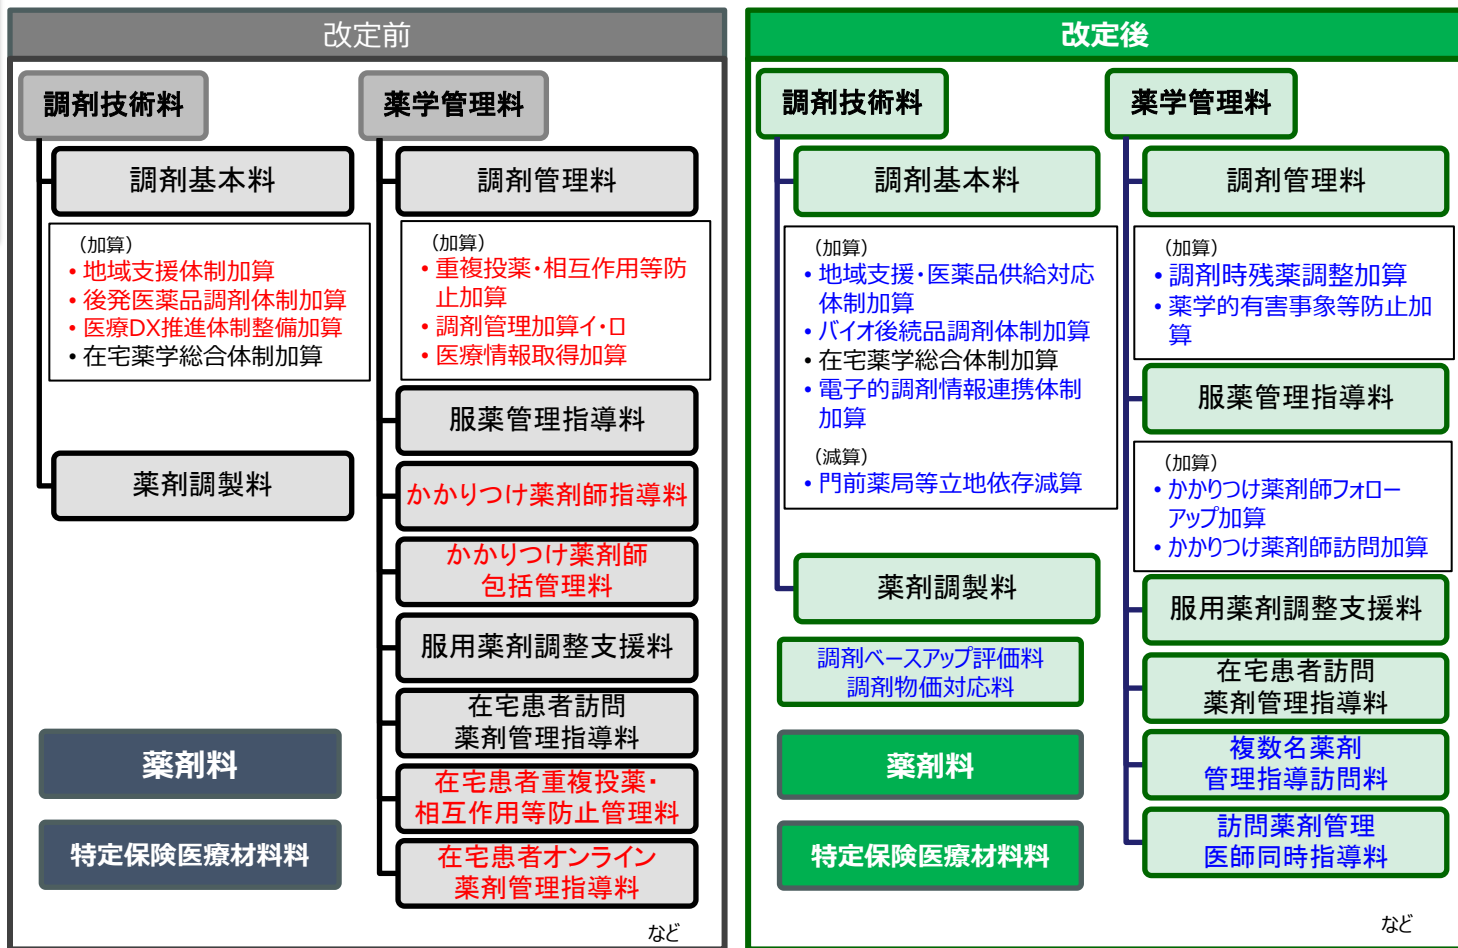 改定前
調剤技術料
調剤基本料
（加算）
• 地域支援体制加算
• 後発医薬品調剤体制加算
• 医療DX推進体制整備加算
• 在宅薬学総合体制加算
薬剤調製料
薬剤料
特定保険医療材料料
薬学管理料
調剤管理料
（加算）
• 重複投薬・相互作用等防
止加算
• 調剤管理加算イ・ロ
• 医療情報取得加算
服薬管理指導料
かかりつけ薬剤師指導料
かかりつけ薬剤師
包括管理料
服用薬剤調整支援料
在宅患者訪問
薬剤管理指導料
在宅患者重複投薬・
相互作用等防止管理料
在宅患者オンライン
薬剤管理指導料
など
改定後
調剤技術料
調剤基本料
（加算）
• 地域支援・医薬品供給対応
体制加算
• バイオ後続品調剤体制加算
• 在宅薬学総合体制加算
• 電子的調剤情報連携体制
加算
（減算）
• 門前薬局等立地依存減算
薬剤調製料
調剤ベースアップ評価料
調剤物価対応料
薬剤料
特定保険医療材料料
薬学管理料
調剤管理料
（加算）
• 調剤時残薬調整加算
• 薬学的有害事象等防止加
算
服薬管理指導料
（加算）
• かかりつけ薬剤師フォロー
アップ加算
• かかりつけ薬剤師訪問加算
服用薬剤調整支援料
在宅患者訪問
薬剤管理指導料
複数名薬剤
管理指導訪問料
訪問薬剤管理
医師同時指導料
など